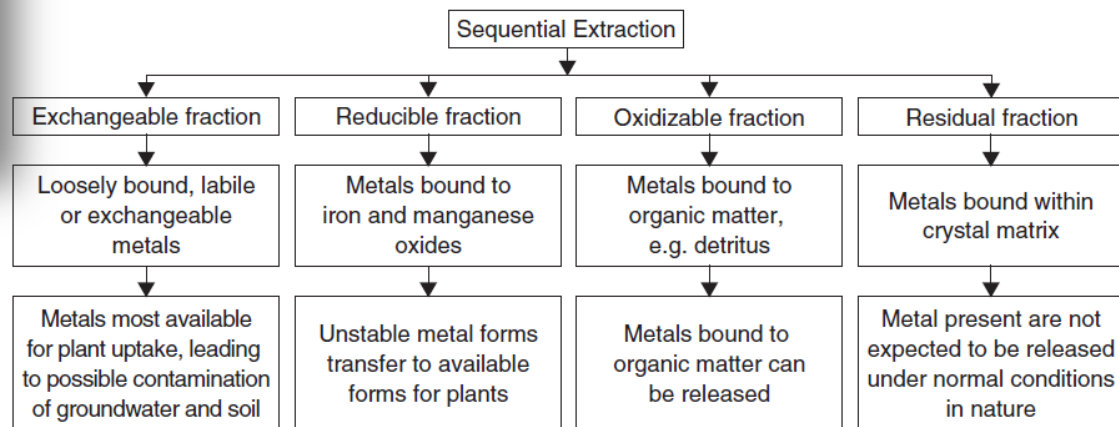 Sequential Extraction
Exchangeable fraction
Reducible fraction
Oxidizable fraction
Residual fraction
Loosely bound, labile
or exchangeable
metals
Metals bound to
iron and manganese
oxides
Metals bound to
organic matter,
e.g. detritus
Metals bound within
crystal matrix
Metals most available
for plant uptake, leading
to possible contamination
of groundwater and soil
Unstable metal forms
transfer to available
forms for plants
Metals bound to
organic matter can
be released
Metal present are not
expected to be released
under normal conditions
in nature